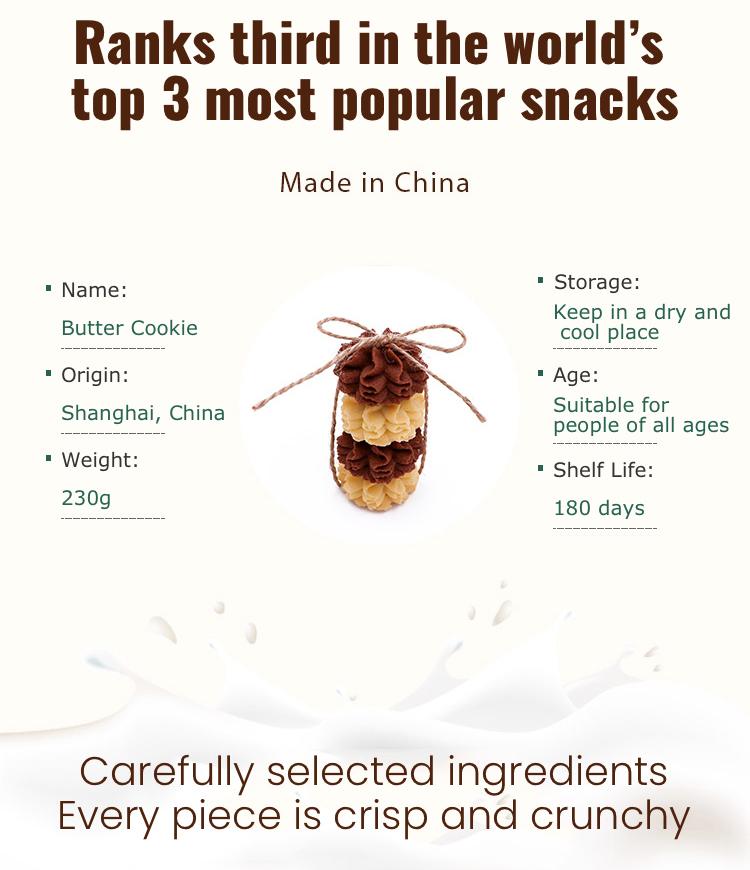 Ranks third in the world’s
top 3 most popular snacks
Made in China
Name:
Butter Cookie
Origin:
Shanghai, China
Weight:
230g
Storage:
Keep in a dry and
cool place
Age:
Suitable for
people of all ages
Shelf Life:
180 days
Carefully selected ingredients
Every piece is crisp and crunchy